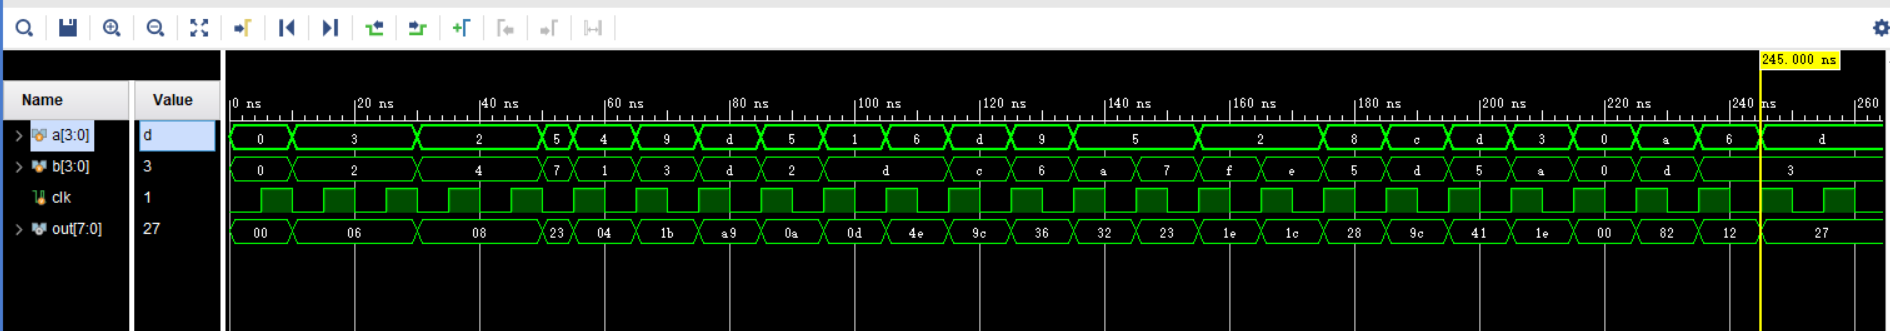 245.000 ns
Name Value
0 ns 20 ns 40 ns 60 ns 80 ns 100 ns 120 ns 140 ns 160 ns 180 ns 200 ns 220 ns 240 ns 260
a[3:0] d 0 3 2 5 4 9 d 5 1 6 d 9 5 2 8 c d 3 0 a 6 d
b[3:0] 3 0 2 4 7 1 3 d 2 d c 6 a 7 f e 5 d 5 a 0 d 3
clk 1
out[7:0] 27 00 06 08 23 04 1b a9 0a 0d 4e 9c 36 32 23 1e 1c 28 9c 41 1e 00 82 12 27